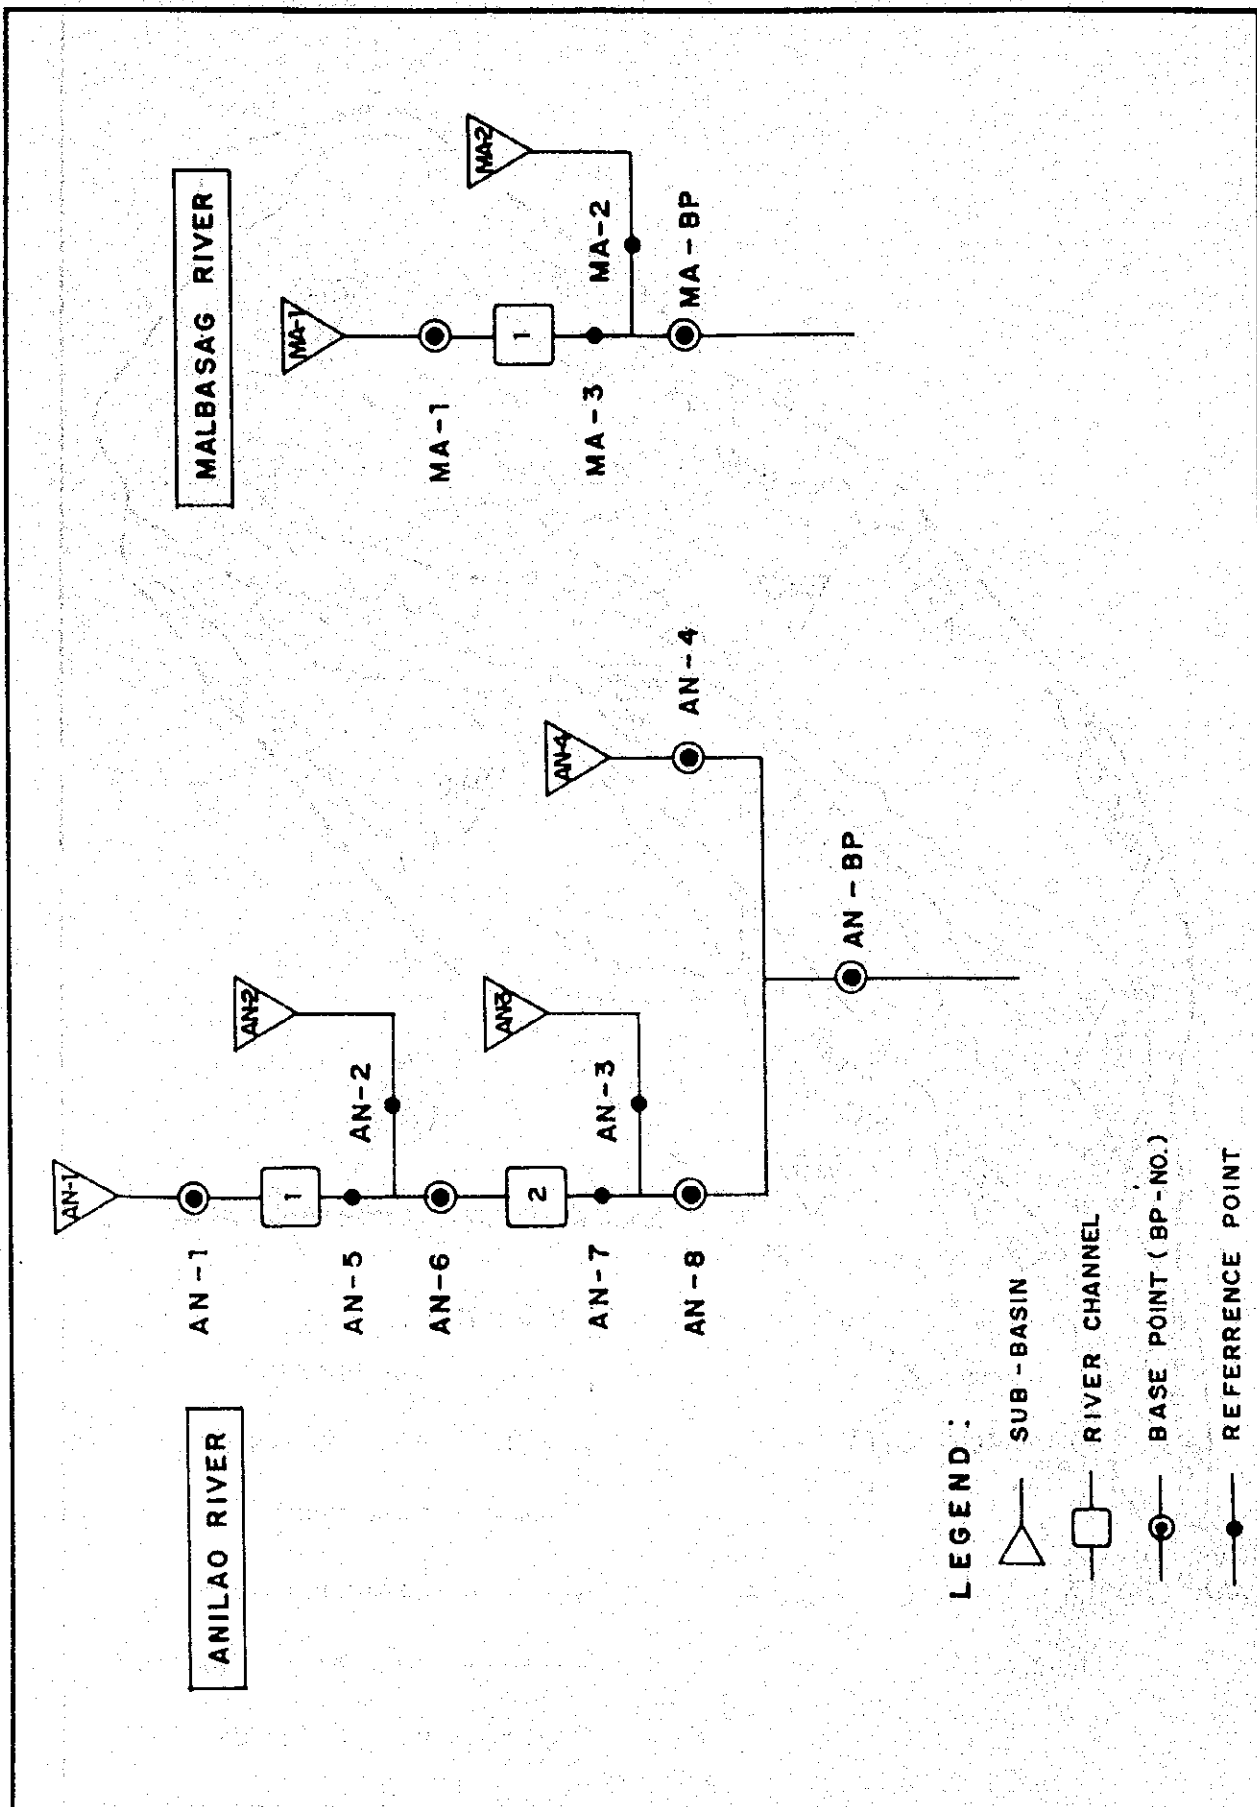 ANILAO RIVER
AN-1
AN-1
1
AN-5
AN-2
AN-2
AN-6
2
AN-7
AN-3
AN-3
AN-8
AN-4
AN-4
AN-BP
MALBASAG RIVER
MA-1
MA-1
1
MA-3
MA-2
MA-2
MA-BP
LEGEND :
SUB-BASIN
RIVER CHANNEL
BASE POINT (BP-NO.)
REFERRENCE POINT